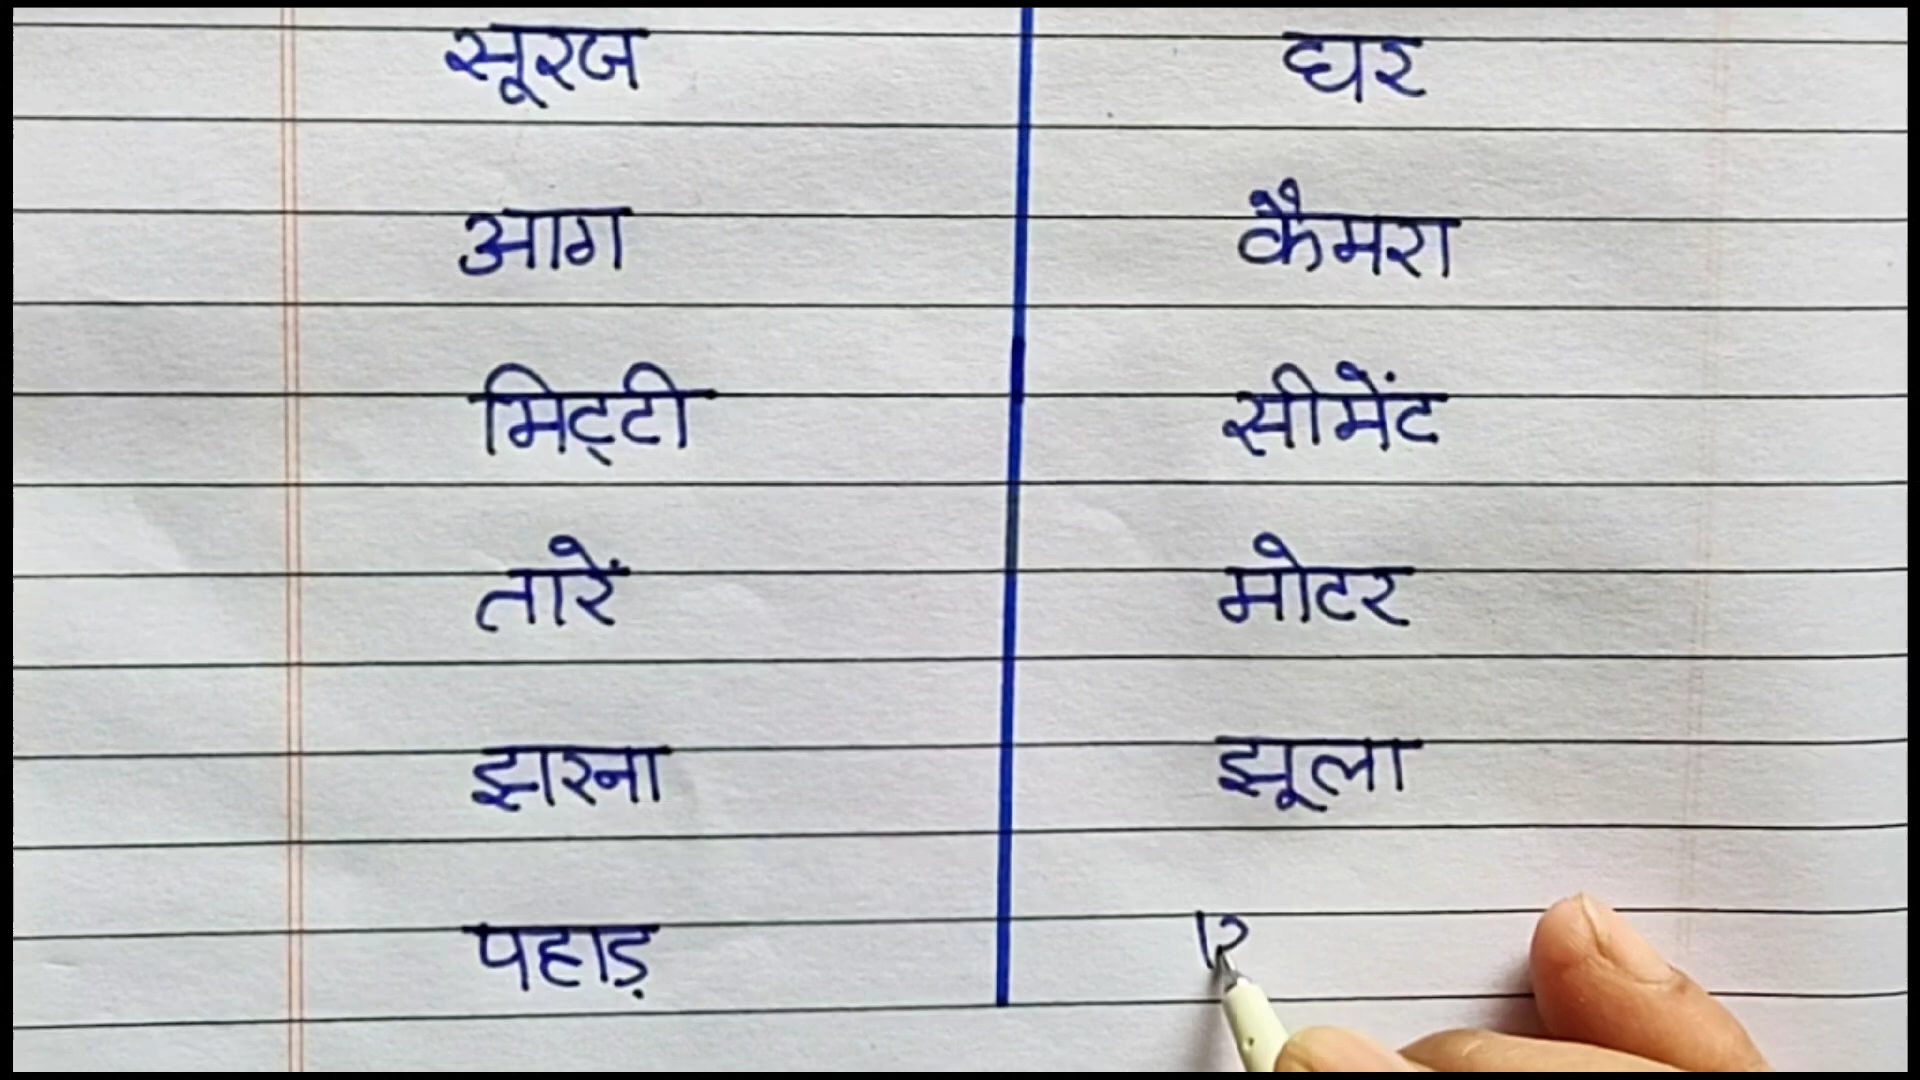 सूरज घर
आग कैमरा
मिट्टी सीमेंट
तारें मोटर
झरना झूला
पहाड़